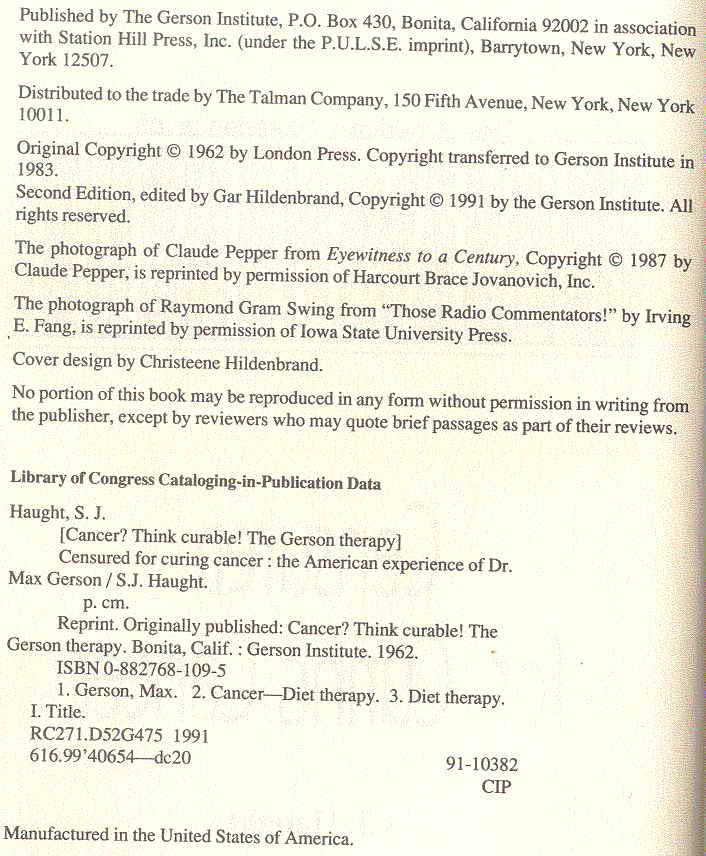 Published by The Gerson Institute, P.O. Box 430, Bonita, California 92002 in association
with Station Hill Press, Inc. (under the P.U.L.S.E. imprint), Barrytown, New York, New
York 12507.
Distributed to the trade by The Talman Company, 150 Fifth Avenue, New York, New York
10011.
Original Copyright © 1962 by London Press. Copyright transferred to Gerson Institute in
1983.
Second Edition, edited by Gar Hildenbrand, Copyright © 1991 by the Gerson Institute. All
rights reserved.
The photograph of Claude Pepper from Eyewitness to a Century, Copyright © 1987 by
Claude Pepper, is reprinted by permission of Harcourt Brace Jovanovich, Inc.
The photograph of Raymond Gram Swing from “Those Radio Commentators!” by Irving
E. Fang, is reprinted by permission of Iowa State University Press.
Cover design by Christeene Hildenbrand.
No portion of this book may be reproduced in any form without permission in writing from
the publisher, except by reviewers who may quote brief passages as part of their reviews.
Library of Congress Cataloging-in-Publication Data
Haught, S. J.
[Cancer? Think curable! The Gerson therapy]
Censured for curing cancer : the American experience of Dr.
Max Gerson / S.J. Haught.
p. cm.
Reprint. Originally published: Cancer? Think curable! The
Gerson therapy. Bonita, Calif. : Gerson Institute. 1962.
ISBN 0-882768-109-5
1. Gerson, Max. 2. Cancer—Diet therapy. 3. Diet therapy.
I. Title.
RC271.D52G475 1991
616.99’40654—dc20
91-10382
CIP
Manufactured in the United States of America.